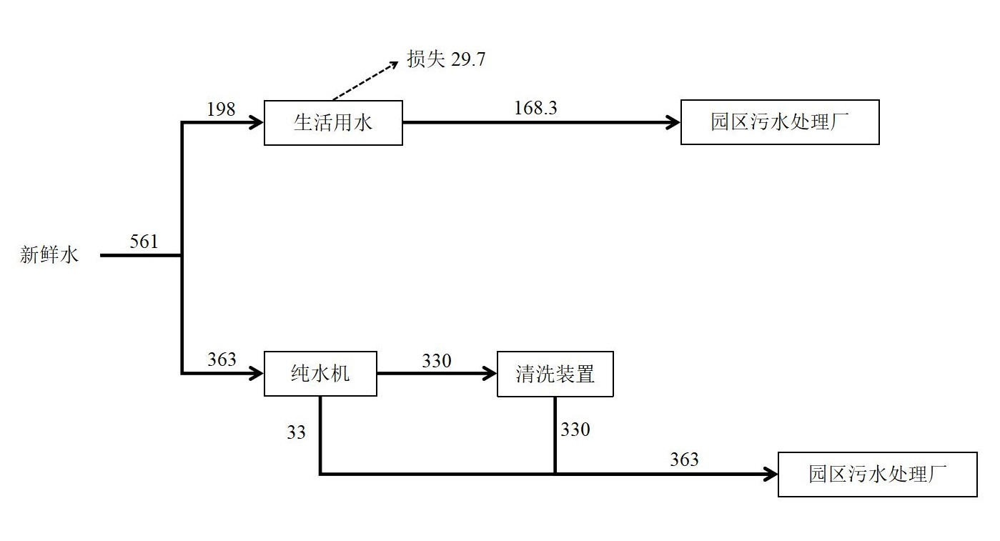 损失 29.7
198
生活用水
168.3
园区污水处理厂
新鲜水
561
363
纯水机
330
清洗装置
33
330
363
园区污水处理厂